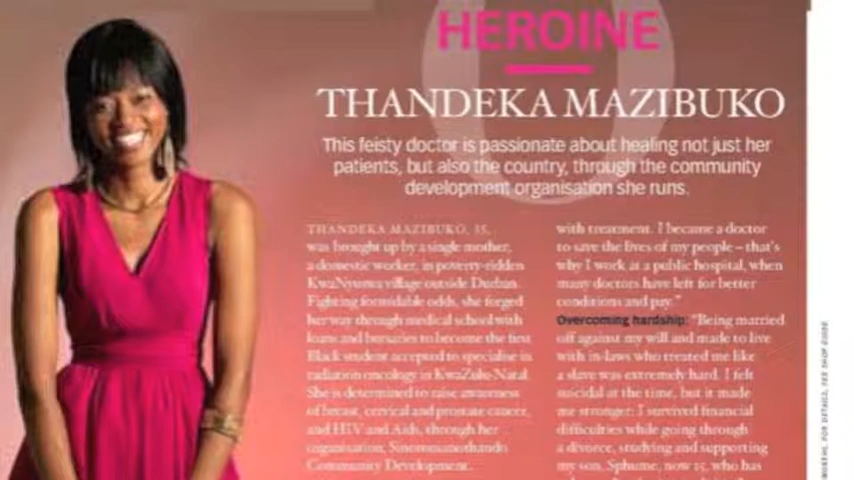 HEROINE
THANDEKA MAZIBUKO
This feisty doctor is passionate about healing not just her
patients, but also the country, through the community
development organisation she runs.
THANDEKA MAZIBUKO, 35,
was brought up by a single mother,
a domestic worker, in poverty-ridden
KwaNyuswa village outside Durban.
Fighting formidable odds, she forged
her way through medical school with
loans and bursaries to become the first
Black student accepted to specialise in
radiation oncology in KwaZulu-Natal.
She is determined to raise awareness
of breast, cervical and prostate cancer,
and HIV and Aids, through her
organisation, Sinomusanothando
Community Development.
with treatment. I became a doctor
to save the lives of my people – that's
why I work at a public hospital, when
many doctors have left for better
conditions and pay."
Overcoming hardship: "Being married
off against my will and made to live
with in-laws who treated me like
a slave was extremely hard. I felt
suicidal at the time, but it made
me stronger; I survived financial
difficulties while going through
a divorce, studying and supporting
my son, Sphume, now 15, who has
FOR DETAILS, SEE SHOP GUIDE